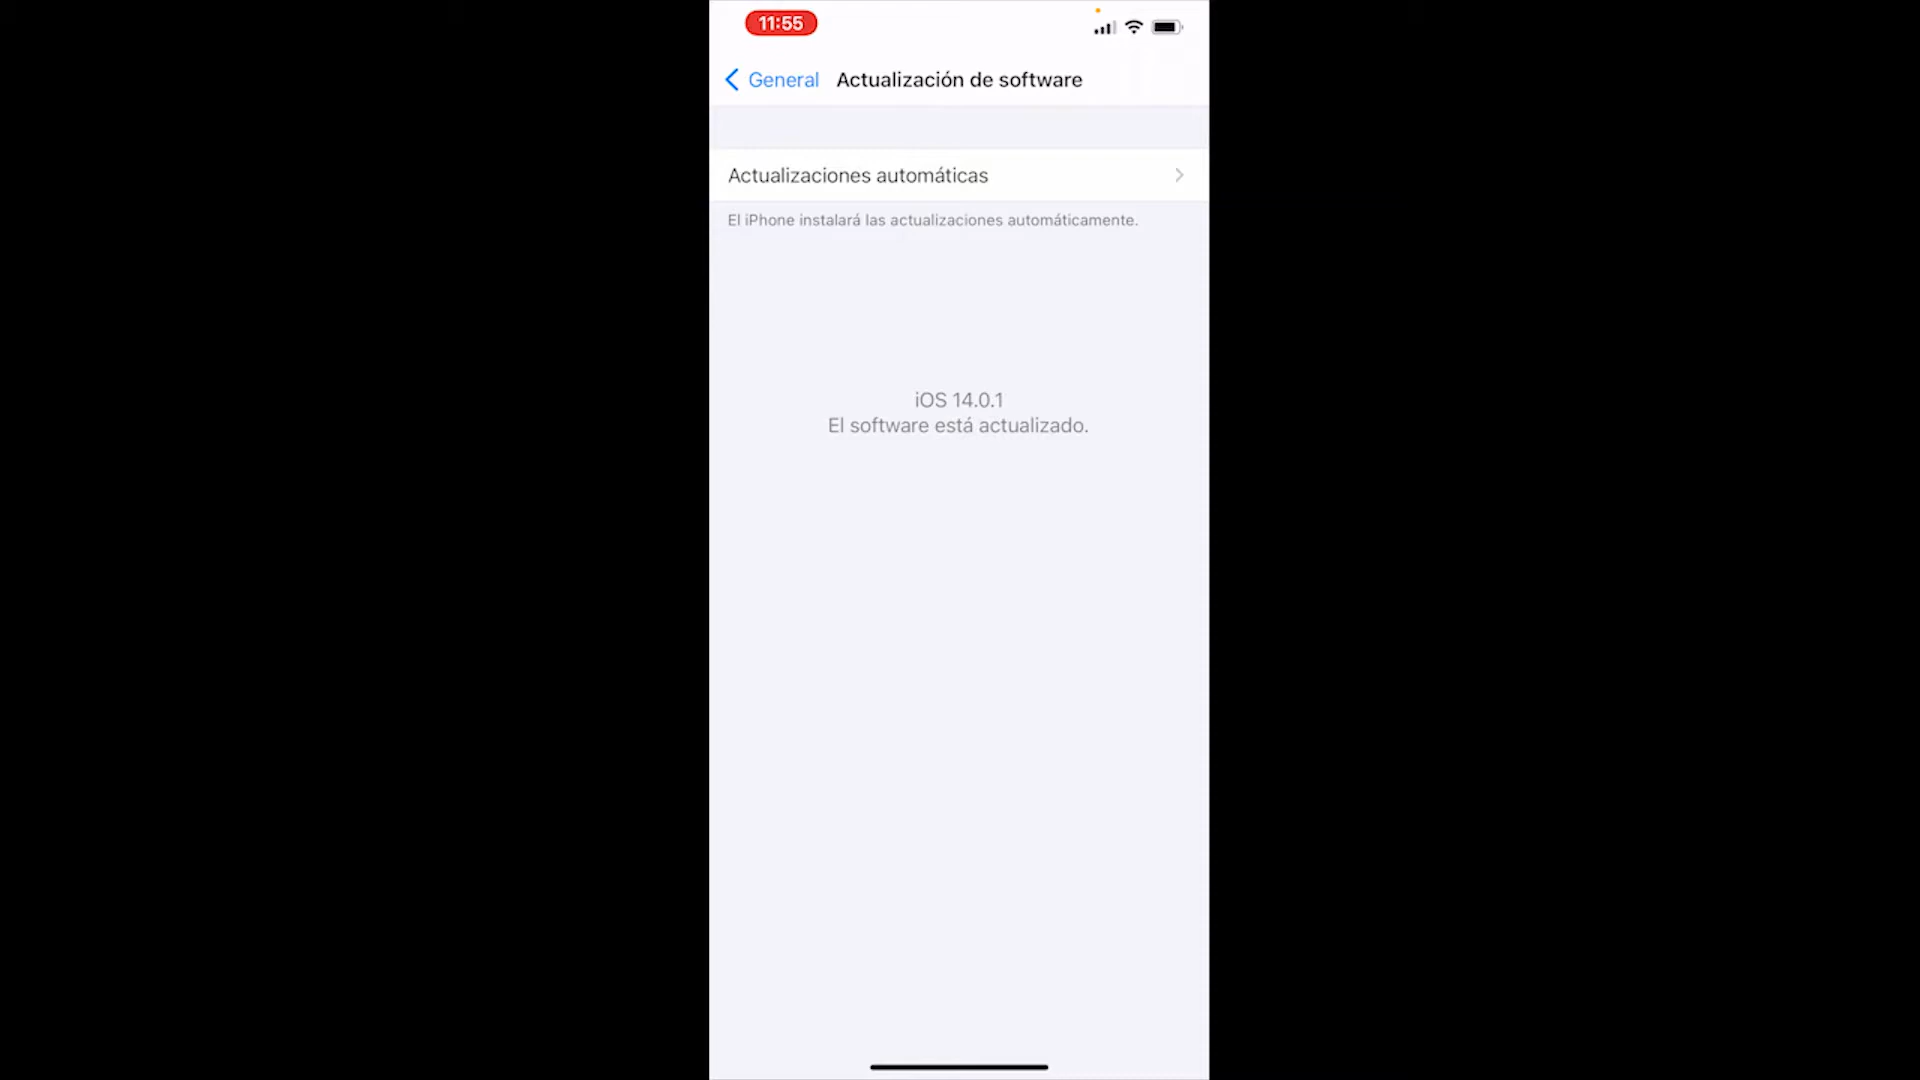 11:55
General
Actualización de software
Actualizaciones automáticas
El iPhone instalará las actualizaciones automáticamente.
iOS 14.0.1
El software está actualizado.